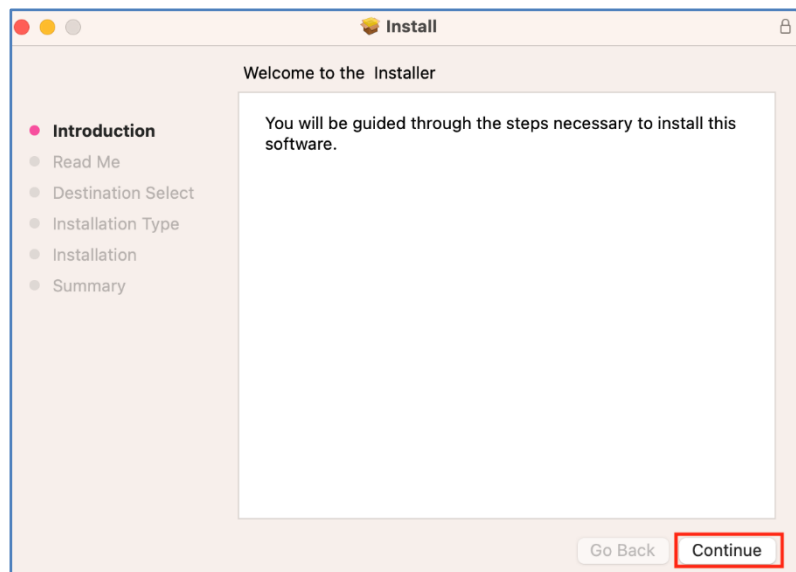 Install
Welcome to the Installer
Introduction
Read Me
Destination Select
Installation Type
Installation
Summary
You will be guided through the steps necessary to install this
software.
Go Back
Continue